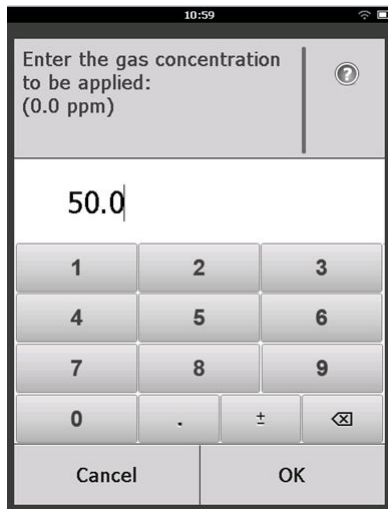 10:59
Enter the gas concentration
to be applied:
(0.0 ppm)
?
50.0
1 2 3
4 5 6
7 8 9
0 . ±
Cancel OK